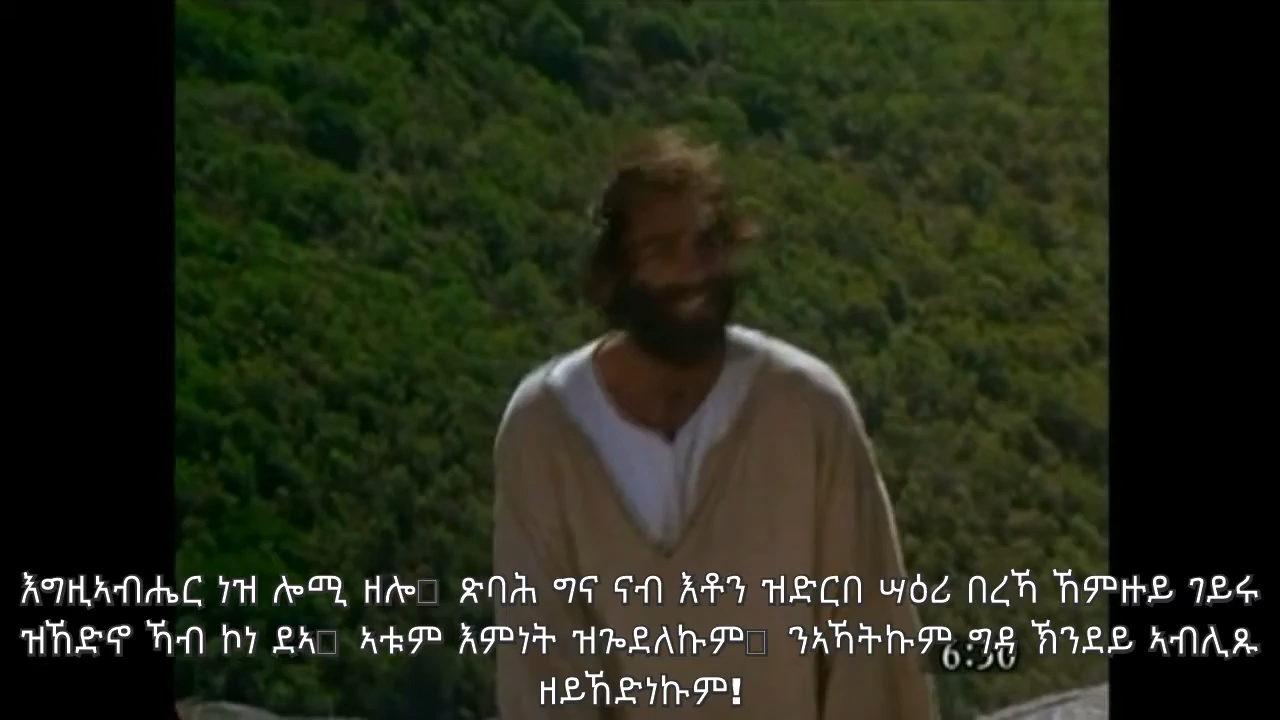 እግዚኣብሔር ነዝ ሎሚ ዘሎ□ ጽባሕ ግና ናብ እቶን ዝድርበ ሣዕሪ በረኻ ኸምዙይ ገይሩ
ዝኸድኖ ኻብ ኮነ ደኣ□ ኣቱም እምነት ዝጐደለኩም□ ንኣኻትኩም ግዳ ኽንደይ ኣብሊጹ
ዘይኸድነኩም!